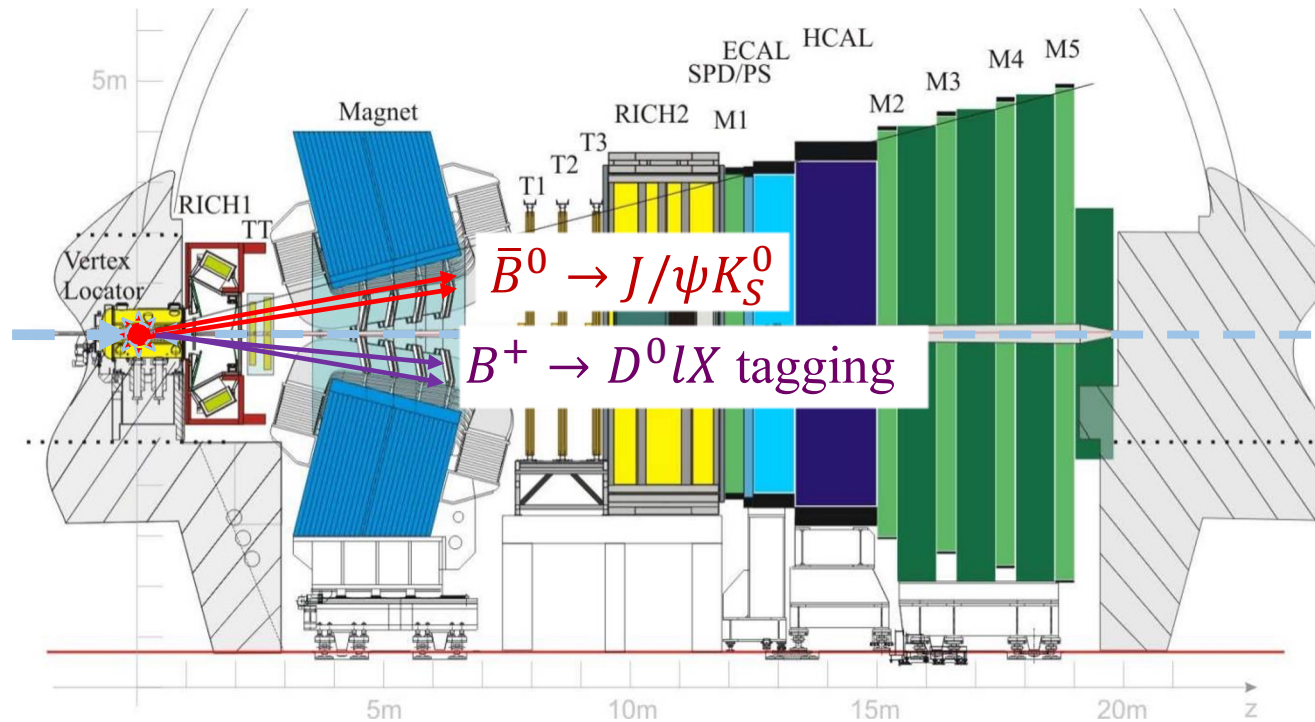 HCAL
ECAL
SPD/PS
M5
M4
M3
M2
5m
Magnet
RICH2
M1
T3
T2
T1
RICH1
TT
Vertex
Locator
B̄⁰ → J/ψK_S⁰
B⁺ → D⁰lX tagging
5m
10m
15m
20m
z